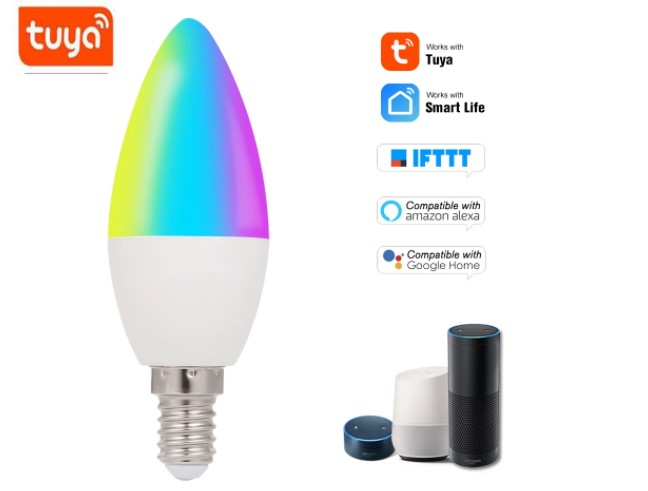 tuya
Works with
Tuya
Works with
Smart Life
IFTTT
Compatible with
amazon alexa
Compatible with
Google Home